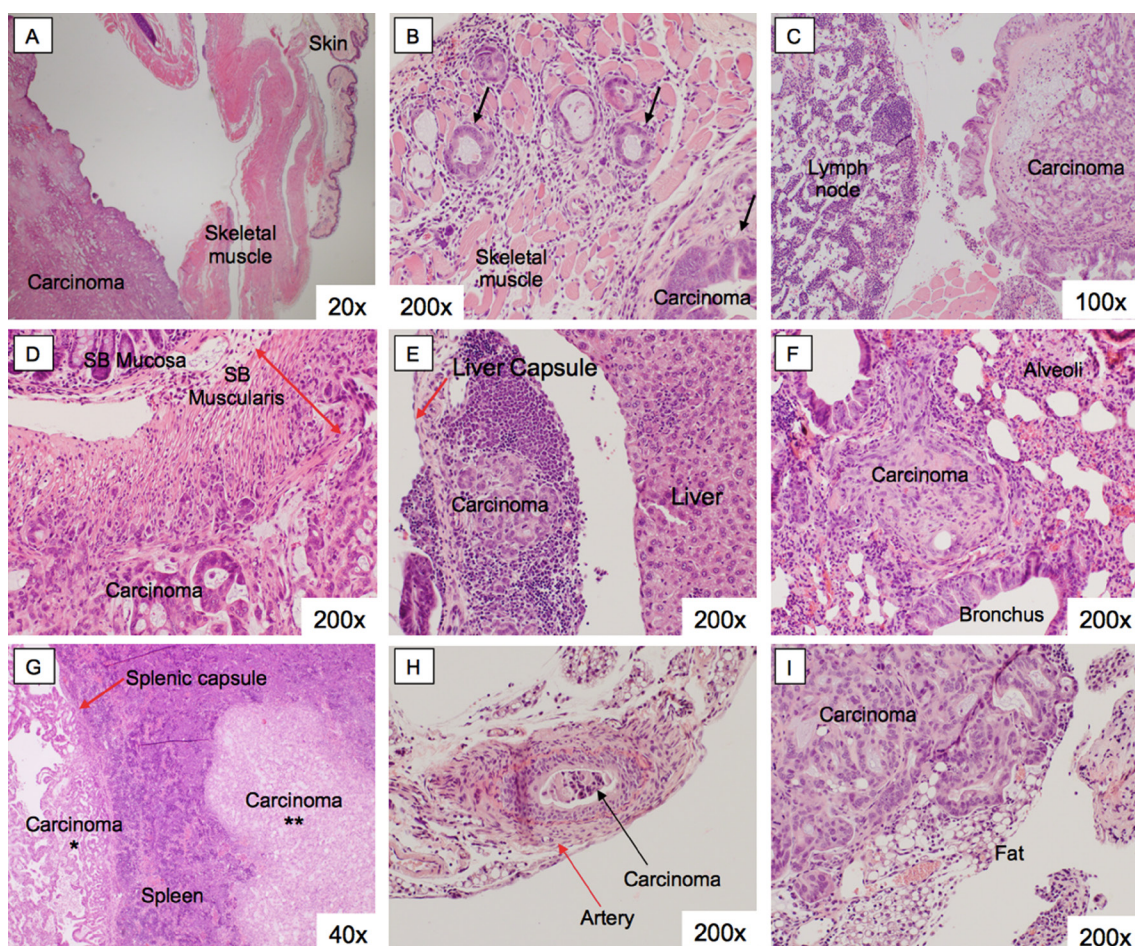 A
Skin
Skeletal
muscle
Carcinoma
20x
B
Skeletal
muscle
Carcinoma
200x
C
Lymph
node
Carcinoma
100x
D
SB Mucosa
SB
Muscularis
Carcinoma
200x
E
Liver Capsule
Carcinoma
Liver
200x
F
Alveoli
Carcinoma
Bronchus
200x
G
Splenic capsule
Carcinoma
*
Carcinoma
**
Spleen
40x
H
Carcinoma
Artery
200x
I
Carcinoma
Fat
200x